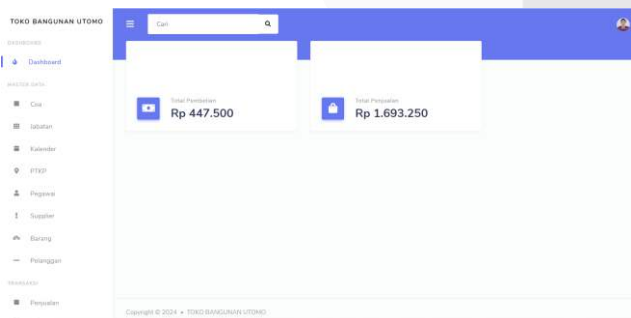 TOKO BANGUNAN UTOMO
Cari
DASHBOARD
Dashboard
MASTER DATA
Coa
Jabatan
Kalender
PTKP
Pegawai
Supplier
Barang
Pelanggan
TRANSAKSI
Penjualan
Total Pembelian
Rp 447.500
Total Penjualan
Rp 1.693.250
Copyright © 2024 • TOKO BANGUNAN UTOMO